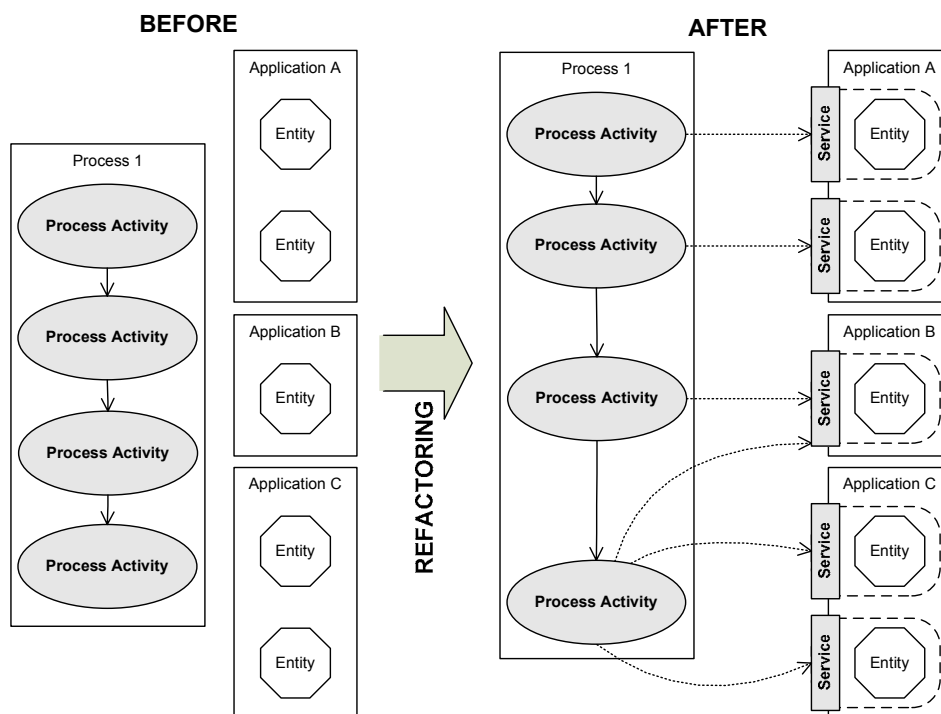 BEFORE
Application A
Entity
Entity
Process 1
Process Activity
Process Activity
Process Activity
Process Activity
Application B
Entity
Application C
Entity
Entity
REFACTORING
AFTER
Process 1
Process Activity
Process Activity
Process Activity
Process Activity
Application A
Service
Entity
Service
Entity
Application B
Service
Entity
Application C
Service
Entity
Service
Entity